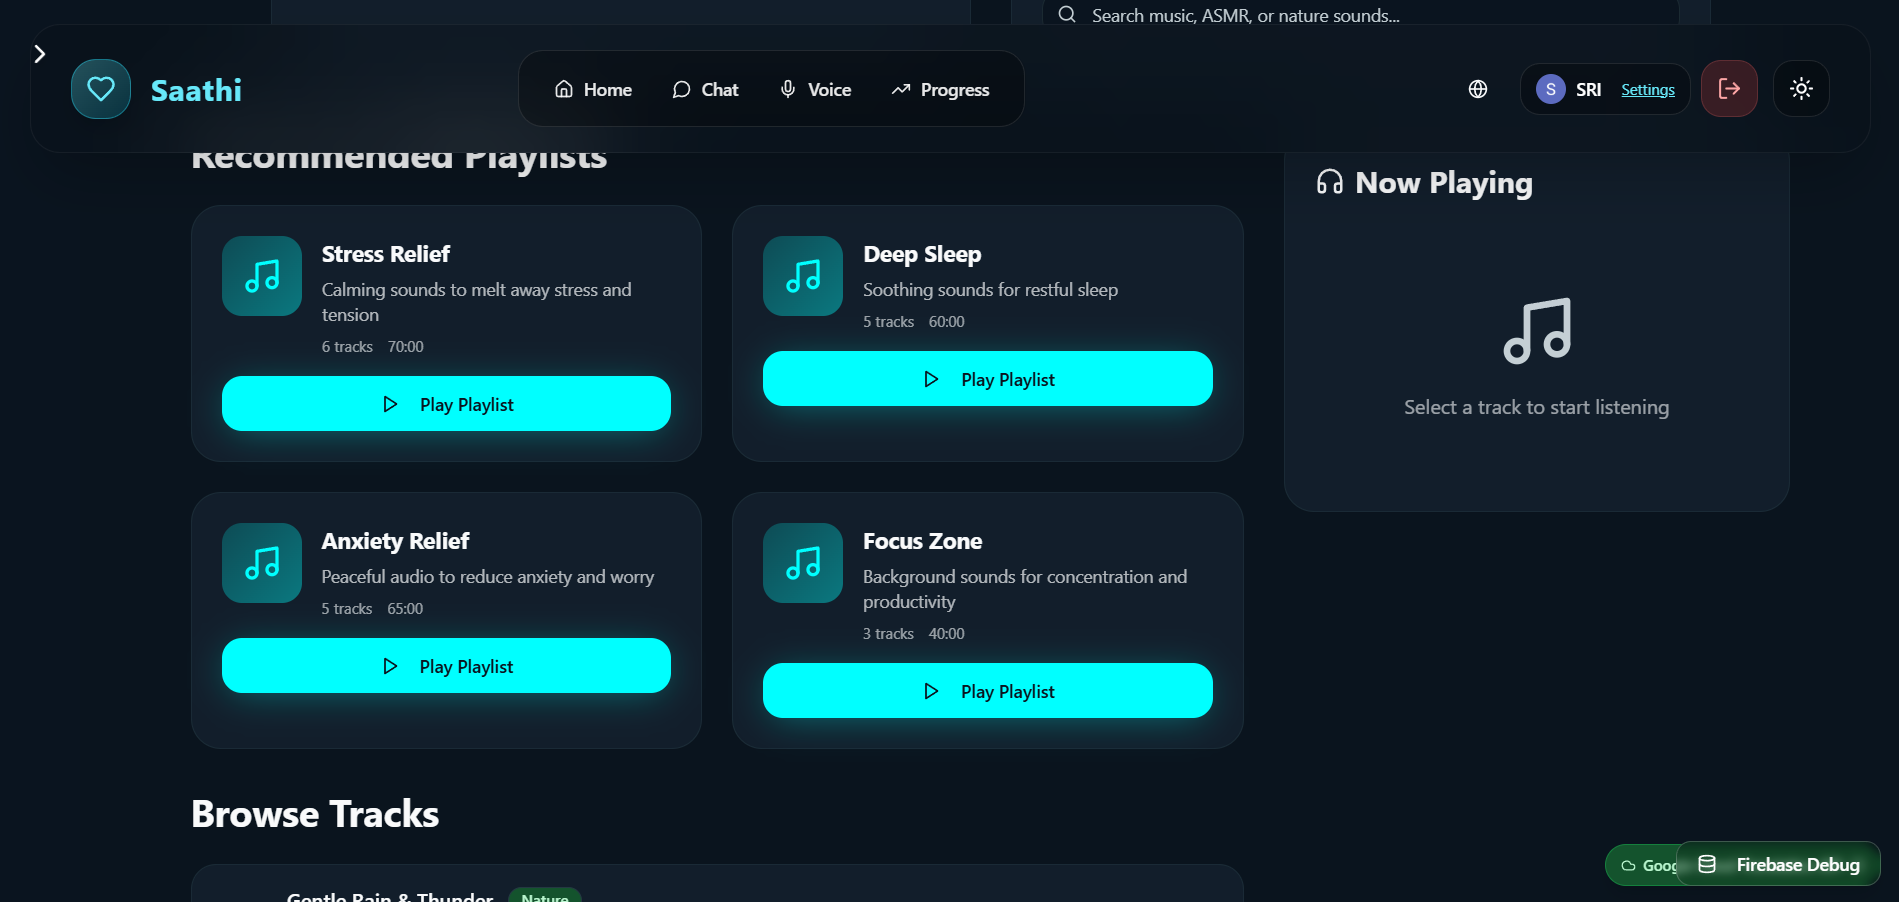 Search music, ASMR, or nature sounds...
Saathi
Home
Chat
Voice
Progress
S
SRI
Settings
Recommended Playlists
Now Playing
Select a track to start listening
Stress Relief
Calming sounds to melt away stress and
tension
6 tracks 70:00
Play Playlist
Deep Sleep
Soothing sounds for restful sleep
5 tracks 60:00
Play Playlist
Anxiety Relief
Peaceful audio to reduce anxiety and worry
5 tracks 65:00
Play Playlist
Focus Zone
Background sounds for concentration and
productivity
3 tracks 40:00
Play Playlist
Browse Tracks
Gentle Rain & Thunder
Nature
Firebase Debug